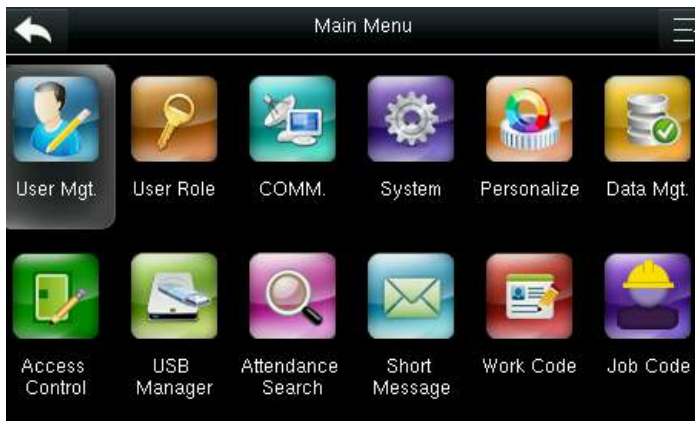 Main Menu
User Mgt.
User Role
COMM.
System
Personalize
Data Mgt.
Access
Control
USB
Manager
Attendance
Search
Short
Message
Work Code
Job Code